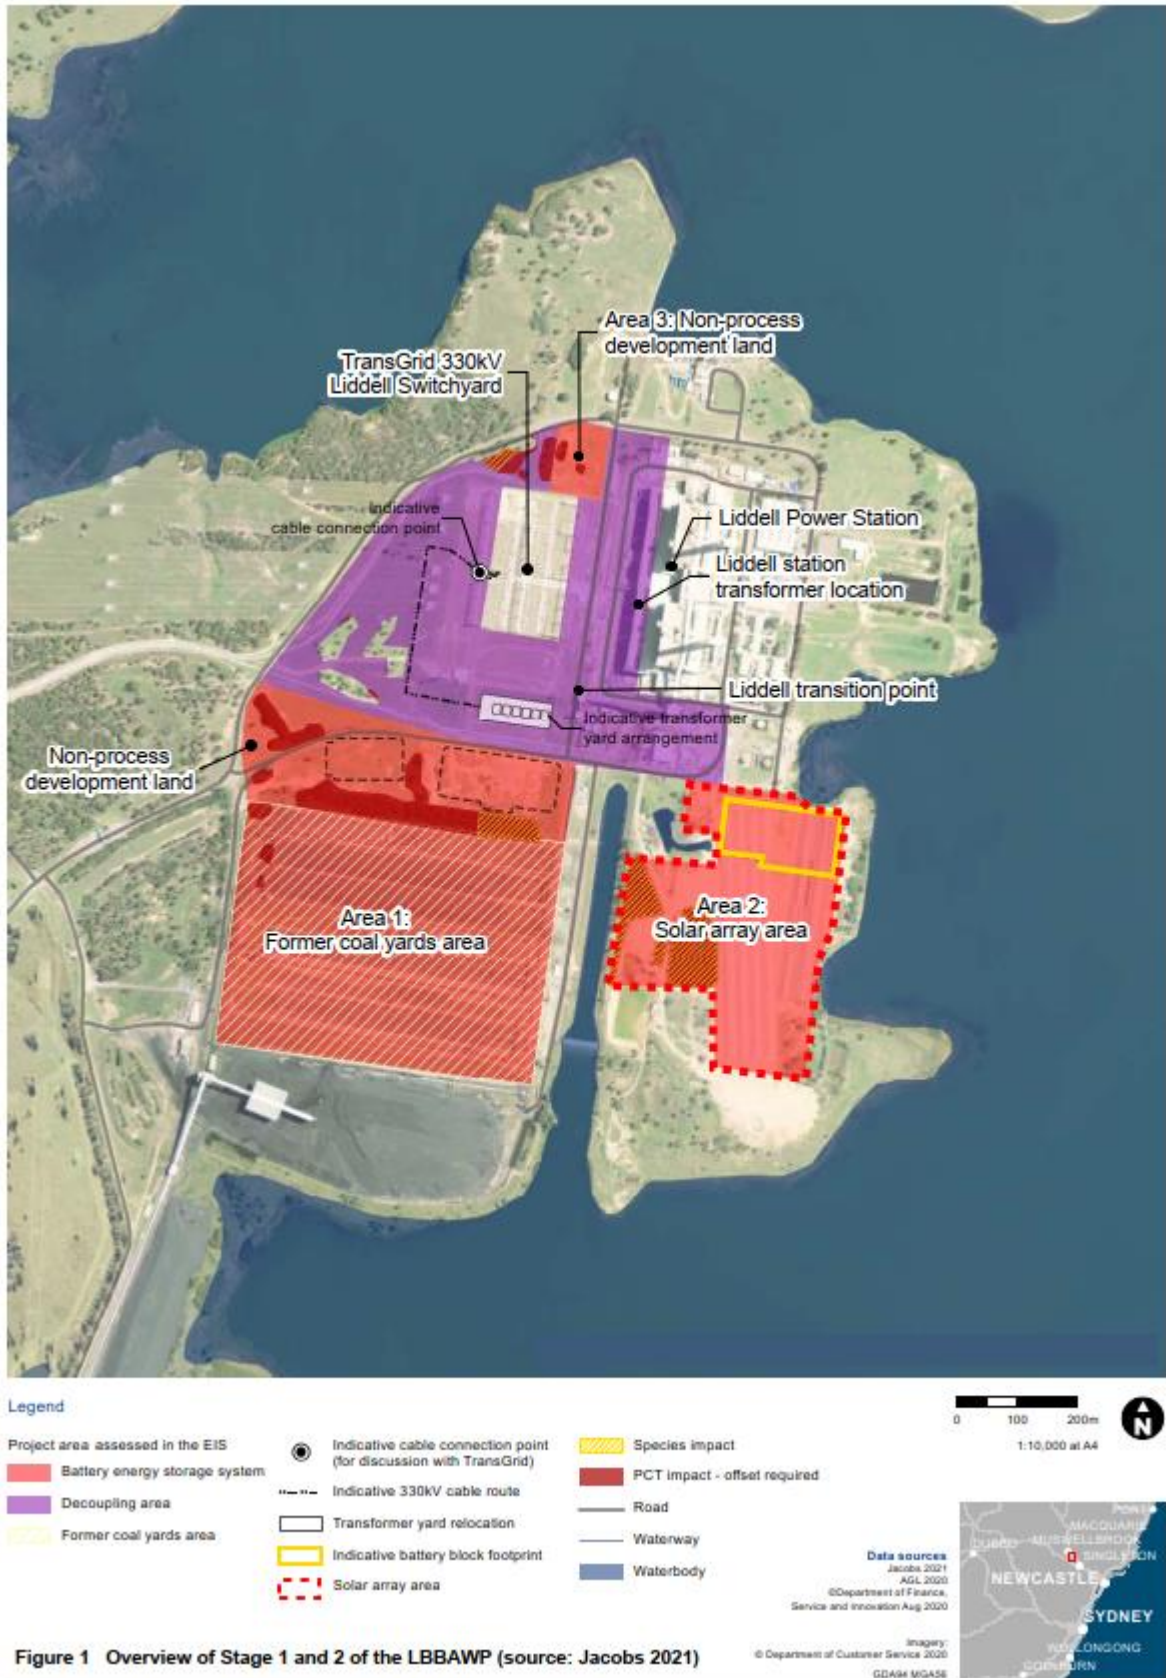 Area 3: Non-process
development land
TransGrid 330kV
Liddell Switchyard
Indicative
cable connection point
Liddell Power Station
Liddell station
transformer location
Liddell transition point
Indicative transformer
yard arrangement
Non-process
development land
Area 1:
Former coal yards area
Area 2:
Solar array area
Legend
Project area assessed in the EIS
Battery energy storage system
Decoupling area
Former coal yards area
Indicative cable connection point
(for discussion with TransGrid)
Indicative 330kV cable route
Transformer yard relocation
Indicative battery block footprint
Solar array area
Species impact
PCT impact - offset required
Road
Waterway
Waterbody
0 100 200m
1:10,000 at A4
N
Data sources
Jacobs 2021
AGL 2020
©Department of Finance,
Service and Innovation Aug 2020
Imagery:
© Department of Customer Service 2020
GDA94 MGA56
PORT
MACQUARIE
DUBBO
MUSWELLBROOK
SINGLETON
NEWCASTLE
SYDNEY
WOLLONGONG
GOULBURN
Figure 1 Overview of Stage 1 and 2 of the LBBAWP (source: Jacobs 2021)